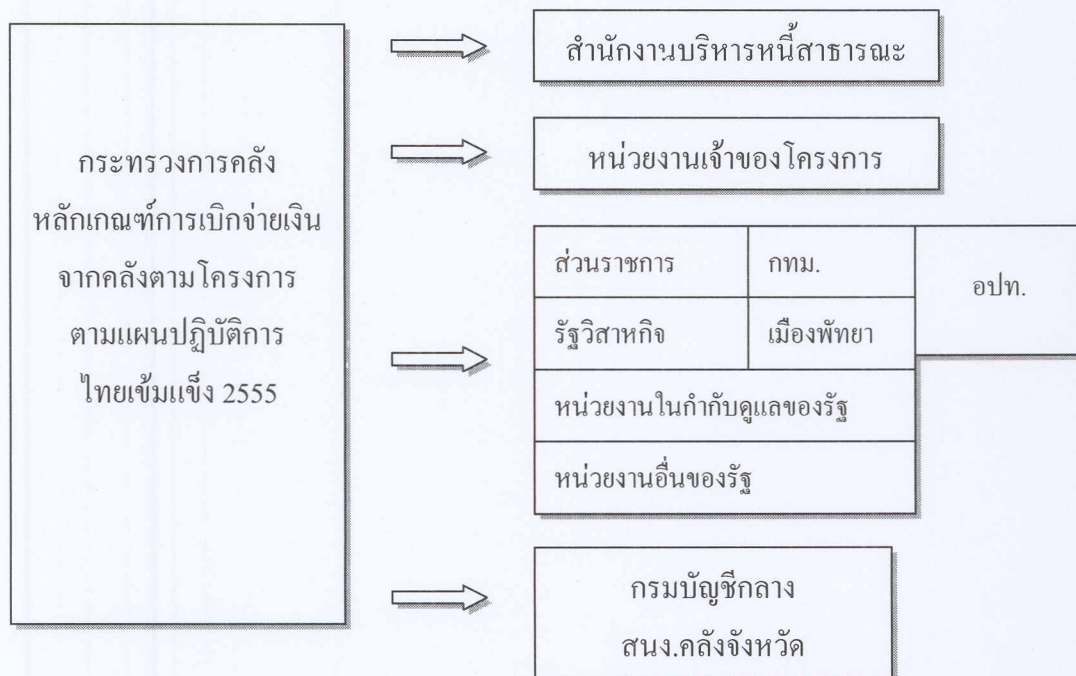 กระทรวงการคลัง
หลักเกณฑ์การเบิกจ่ายเงิน
จากคลังตามโครงการ
ตามแผนปฏิบัติการ
ไทยเข้มแข็ง 2555
สำนักงานบริหารหนี้สาธารณะ
หน่วยงานเจ้าของโครงการ
ส่วนราชการ กทม. อปท.
รัฐวิสาหกิจ เมืองพัทยา
หน่วยงานในกำกับดูแลของรัฐ
หน่วยงานอื่นของรัฐ
กรมบัญชีกลาง
สนง.คลังจังหวัด